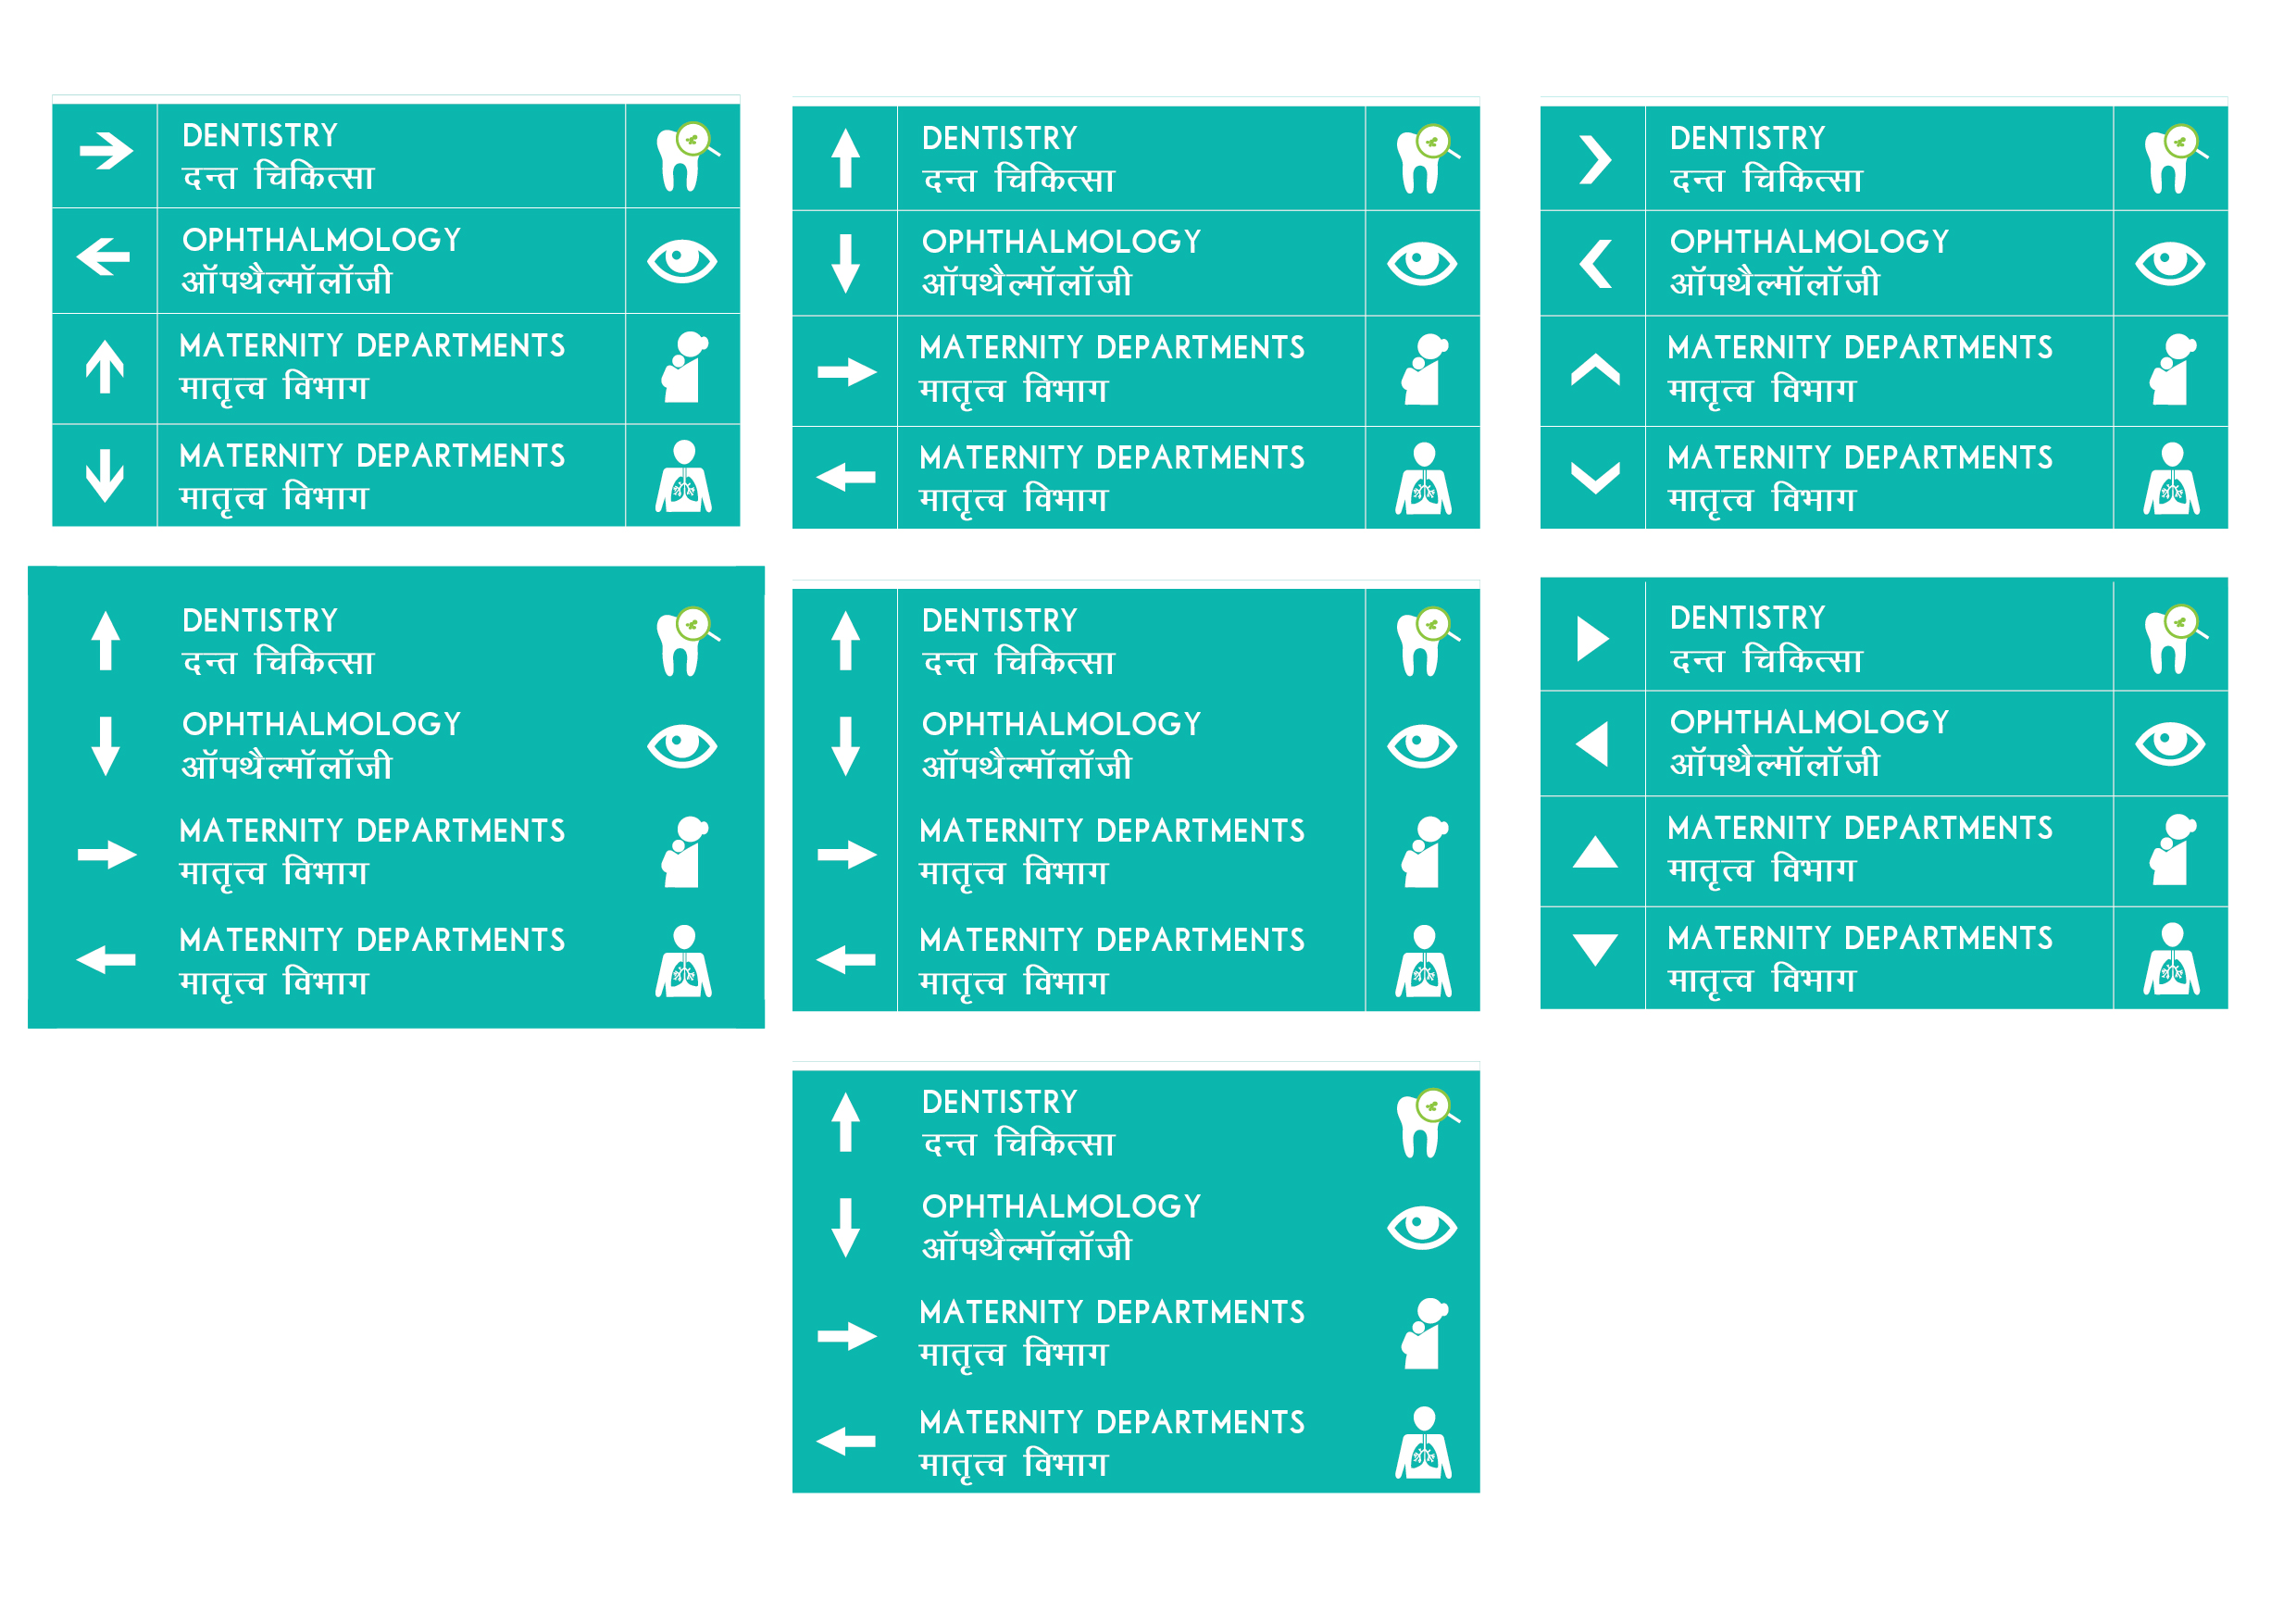 DENTISTRY
दन्त चिकित्सा
OPHTHALMOLOGY
ऑपथैल्मॉलॉजी
MATERNITY DEPARTMENTS
मातृत्व विभाग
MATERNITY DEPARTMENTS
मातृत्व विभाग
DENTISTRY
दन्त चिकित्सा
OPHTHALMOLOGY
ऑपथैल्मॉलॉजी
MATERNITY DEPARTMENTS
मातृत्व विभाग
MATERNITY DEPARTMENTS
मातृत्व विभाग
DENTISTRY
दन्त चिकित्सा
OPHTHALMOLOGY
ऑपथैल्मॉलॉजी
MATERNITY DEPARTMENTS
मातृत्व विभाग
MATERNITY DEPARTMENTS
मातृत्व विभाग
DENTISTRY
दन्त चिकित्सा
OPHTHALMOLOGY
ऑपथैल्मॉलॉजी
MATERNITY DEPARTMENTS
मातृत्व विभाग
MATERNITY DEPARTMENTS
मातृत्व विभाग
DENTISTRY
दन्त चिकित्सा
OPHTHALMOLOGY
ऑपथैल्मॉलॉजी
MATERNITY DEPARTMENTS
मातृत्व विभाग
MATERNITY DEPARTMENTS
मातृत्व विभाग
DENTISTRY
दन्त चिकित्सा
OPHTHALMOLOGY
ऑपथैल्मॉलॉजी
MATERNITY DEPARTMENTS
मातृत्व विभाग
MATERNITY DEPARTMENTS
मातृत्व विभाग
DENTISTRY
दन्त चिकित्सा
OPHTHALMOLOGY
ऑपथैल्मॉलॉजी
MATERNITY DEPARTMENTS
मातृत्व विभाग
MATERNITY DEPARTMENTS
मातृत्व विभाग